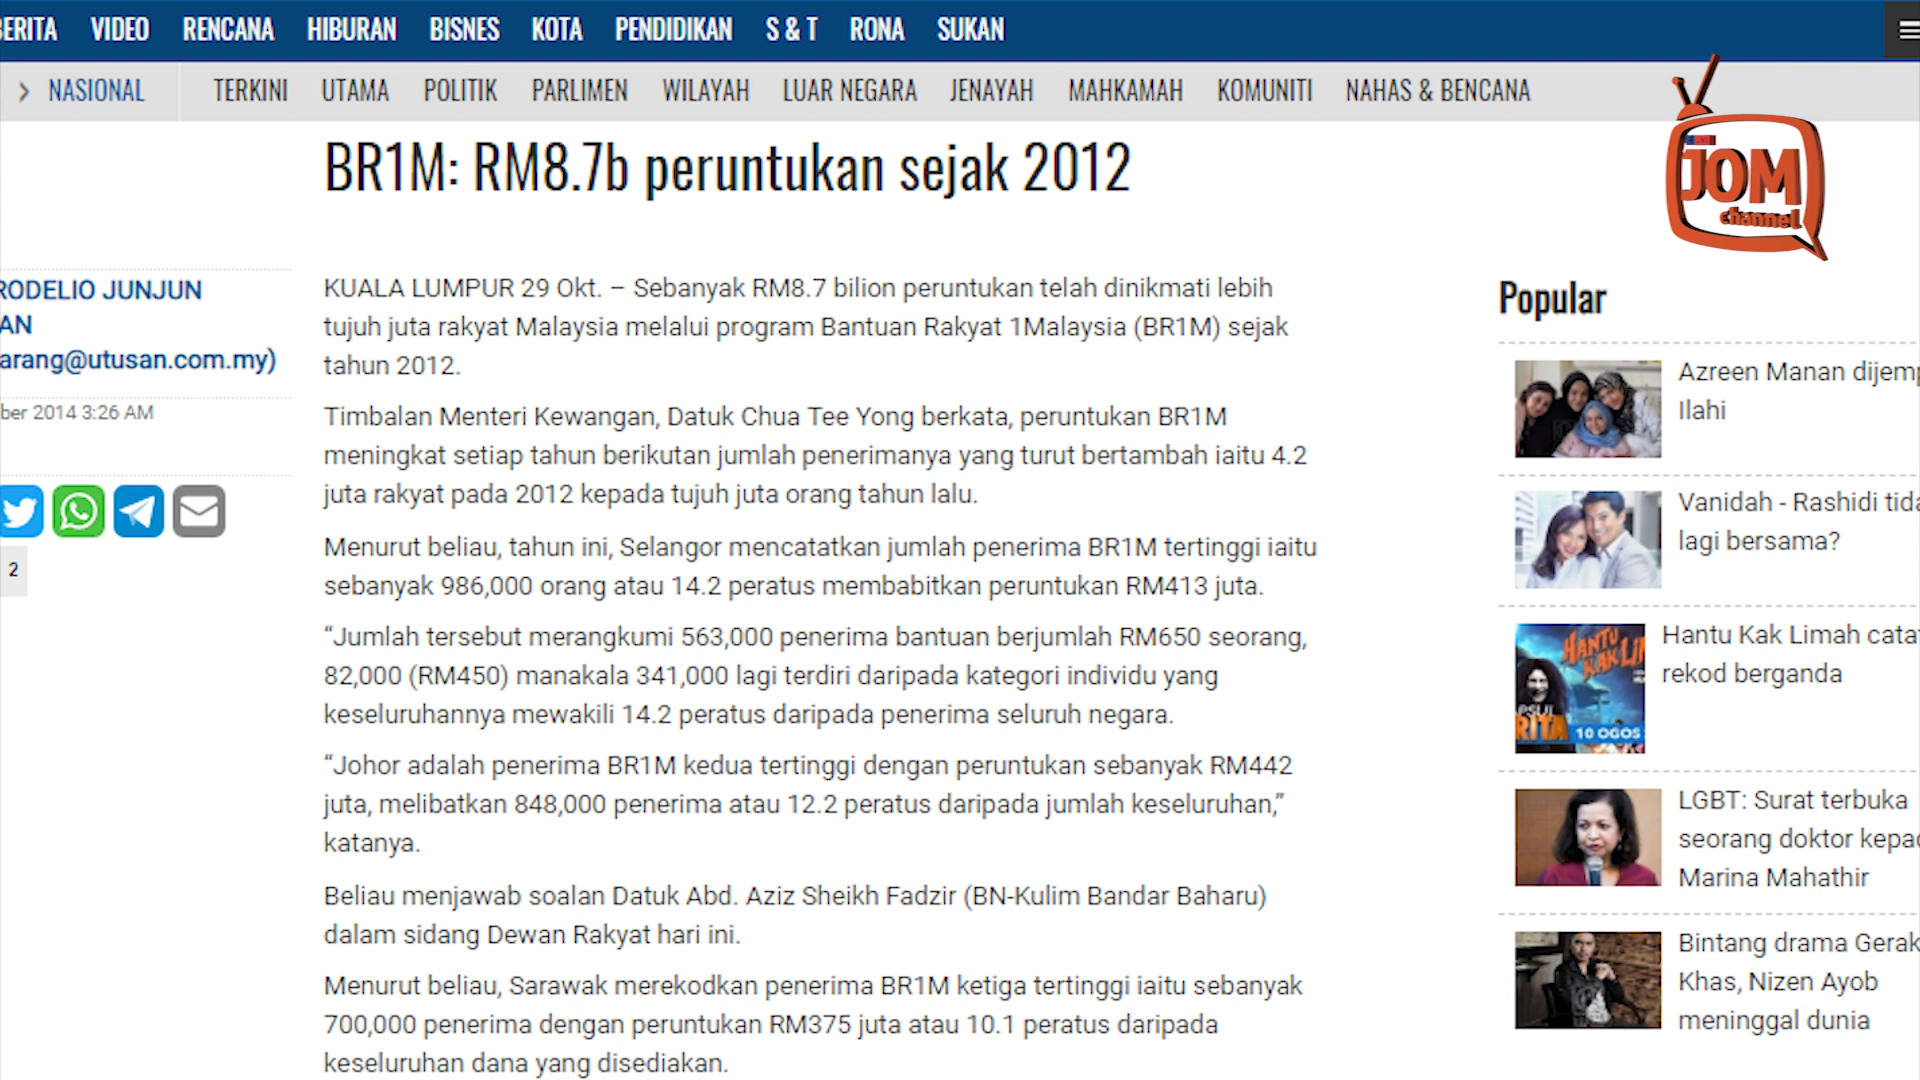 BERITA VIDEO RENCANA HIBURAN BISNES KOTA PENDIDIKAN S & T RONA SUKAN
NASIONAL TERKINI UTAMA POLITIK PARLIMEN WILAYAH LUAR NEGARA JENAYAH MAHKAMAH KOMUNITI NAHAS & BENCANA
JOM
channel
BR1M: RM8.7b peruntukan sejak 2012
RODELIO JUNJUN
AN
arang@utusan.com.my)
ber 2014 3:26 AM
2
KUALA LUMPUR 29 Okt. – Sebanyak RM8.7 bilion peruntukan telah dinikmati lebih
tujuh juta rakyat Malaysia melalui program Bantuan Rakyat 1Malaysia (BR1M) sejak
tahun 2012.
Timbalan Menteri Kewangan, Datuk Chua Tee Yong berkata, peruntukan BR1M
meningkat setiap tahun berikutan jumlah penerimanya yang turut bertambah iaitu 4.2
juta rakyat pada 2012 kepada tujuh juta orang tahun lalu.
Menurut beliau, tahun ini, Selangor mencatatkan jumlah penerima BR1M tertinggi iaitu
sebanyak 986,000 orang atau 14.2 peratus membabitkan peruntukan RM413 juta.
“Jumlah tersebut merangkumi 563,000 penerima bantuan berjumlah RM650 seorang,
82,000 (RM450) manakala 341,000 lagi terdiri daripada kategori individu yang
keseluruhannya mewakili 14.2 peratus daripada penerima seluruh negara.
“Johor adalah penerima BR1M kedua tertinggi dengan peruntukan sebanyak RM442
juta, melibatkan 848,000 penerima atau 12.2 peratus daripada jumlah keseluruhan,”
katanya.
Beliau menjawab soalan Datuk Abd. Aziz Sheikh Fadzir (BN-Kulim Bandar Baharu)
dalam sidang Dewan Rakyat hari ini.
Menurut beliau, Sarawak merekodkan penerima BR1M ketiga tertinggi iaitu sebanyak
700,000 penerima dengan peruntukan RM375 juta atau 10.1 peratus daripada
keseluruhan dana yang disediakan.
Popular
Azreen Manan dijemp
Ilahi
Vanidah - Rashidi tida
lagi bersama?
HANTU
KAK LIM
RITA
10 OGOS
Hantu Kak Limah cata
rekod berganda
LGBT: Surat terbuka
seorang doktor kepad
Marina Mahathir
Bintang drama Gerak
Khas, Nizen Ayob
meninggal dunia